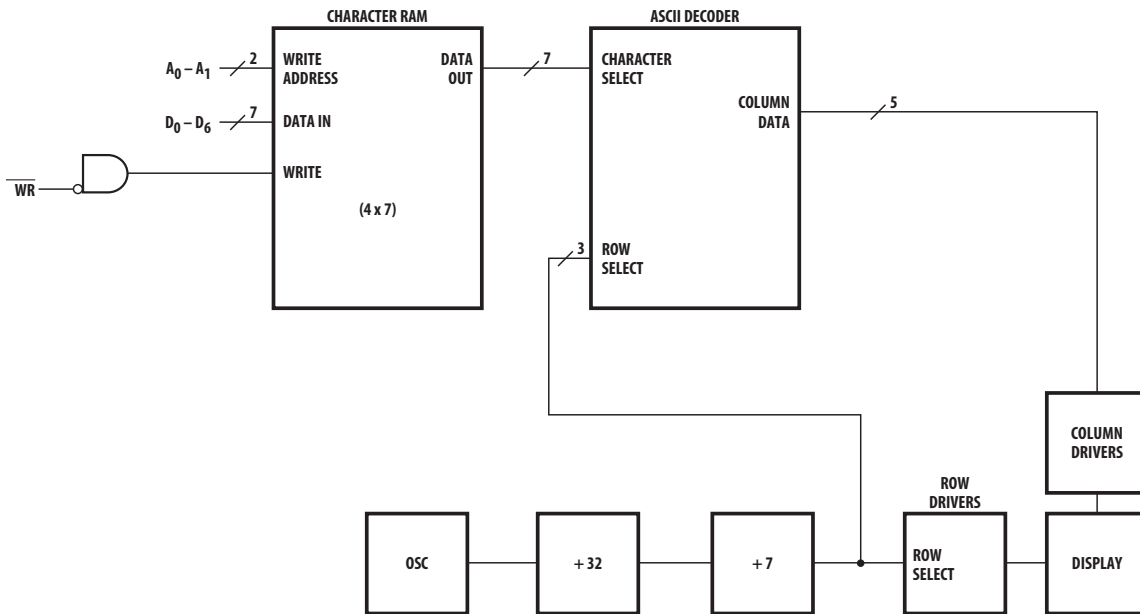 CHARACTER RAM
ASCII DECODER
A0 – A1
2
WRITE
ADDRESS
DATA
OUT
7
CHARACTER
SELECT
D0 – D6
7
DATA IN
COLUMN
DATA
5
WR
WRITE
(4 x 7)
3
ROW
SELECT
COLUMN
DRIVERS
ROW
DRIVERS
OSC
+ 32
+ 7
ROW
SELECT
DISPLAY